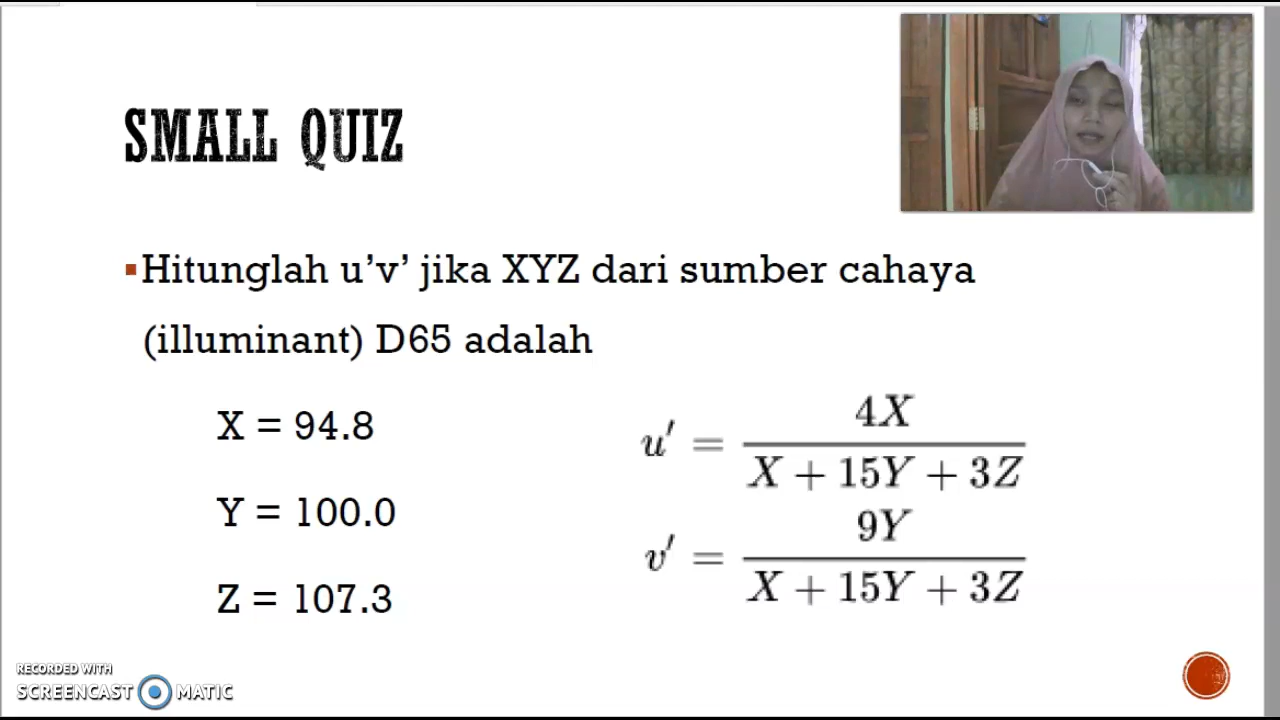 SMALL QUIZ
Hitunglah u’v’ jika XYZ dari sumber cahaya
(illuminant) D65 adalah
X = 94.8
Y = 100.0
Z = 107.3
u′ = 4X / (X + 15Y + 3Z)
v′ = 9Y / (X + 15Y + 3Z)
RECORDED WITH
SCREENCAST MATIC